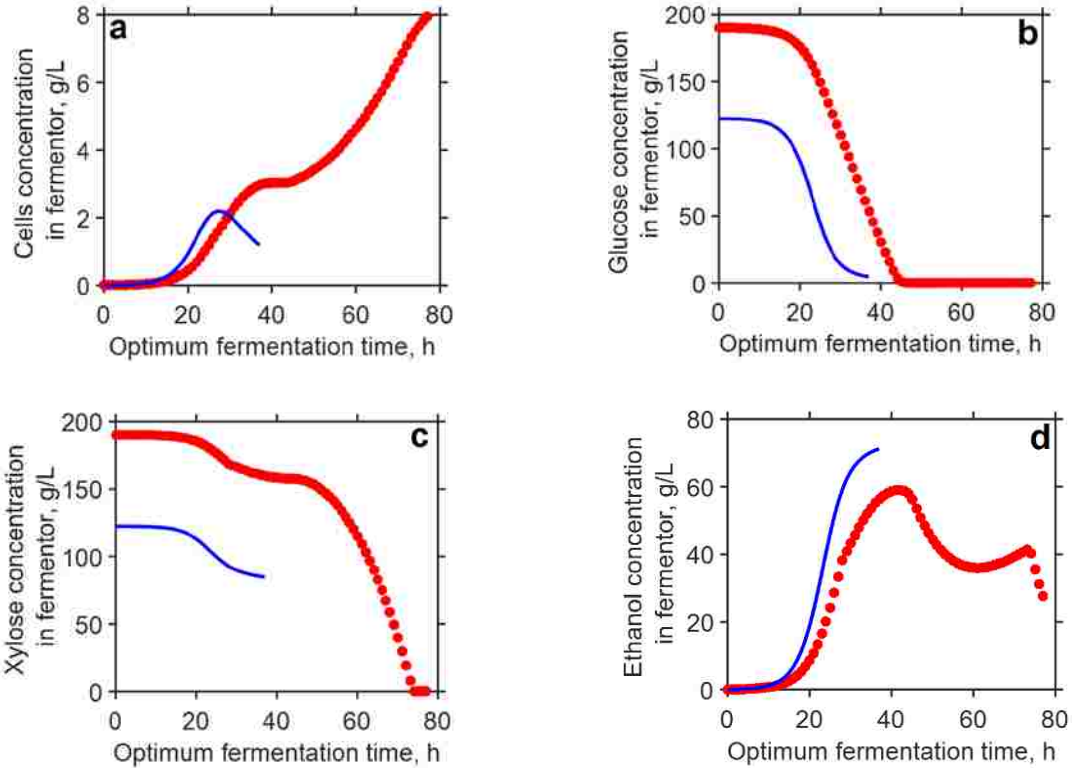 a
Cells concentration
in fermentor, g/L
8
6
4
2
0
0 20 40 60 80
Optimum fermentation time, h
b
Glucose concentration
in fermentor, g/L
200
150
100
50
0
0 20 40 60 80
Optimum fermentation time, h
c
Xylose concentration
in fermentor, g/L
200
150
100
50
0
0 20 40 60 80
Optimum fermentation time, h
d
Ethanol concentration
in fermentor, g/L
80
60
40
20
0
0 20 40 60 80
Optimum fermentation time, h